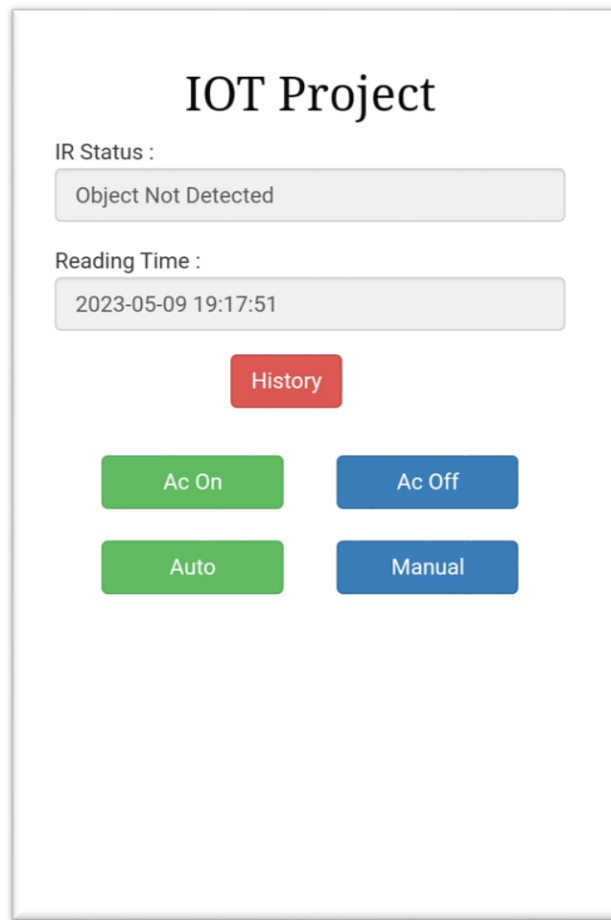 IOT Project
IR Status :
Object Not Detected
Reading Time :
2023-05-09 19:17:51
History
Ac On Ac Off
Auto Manual